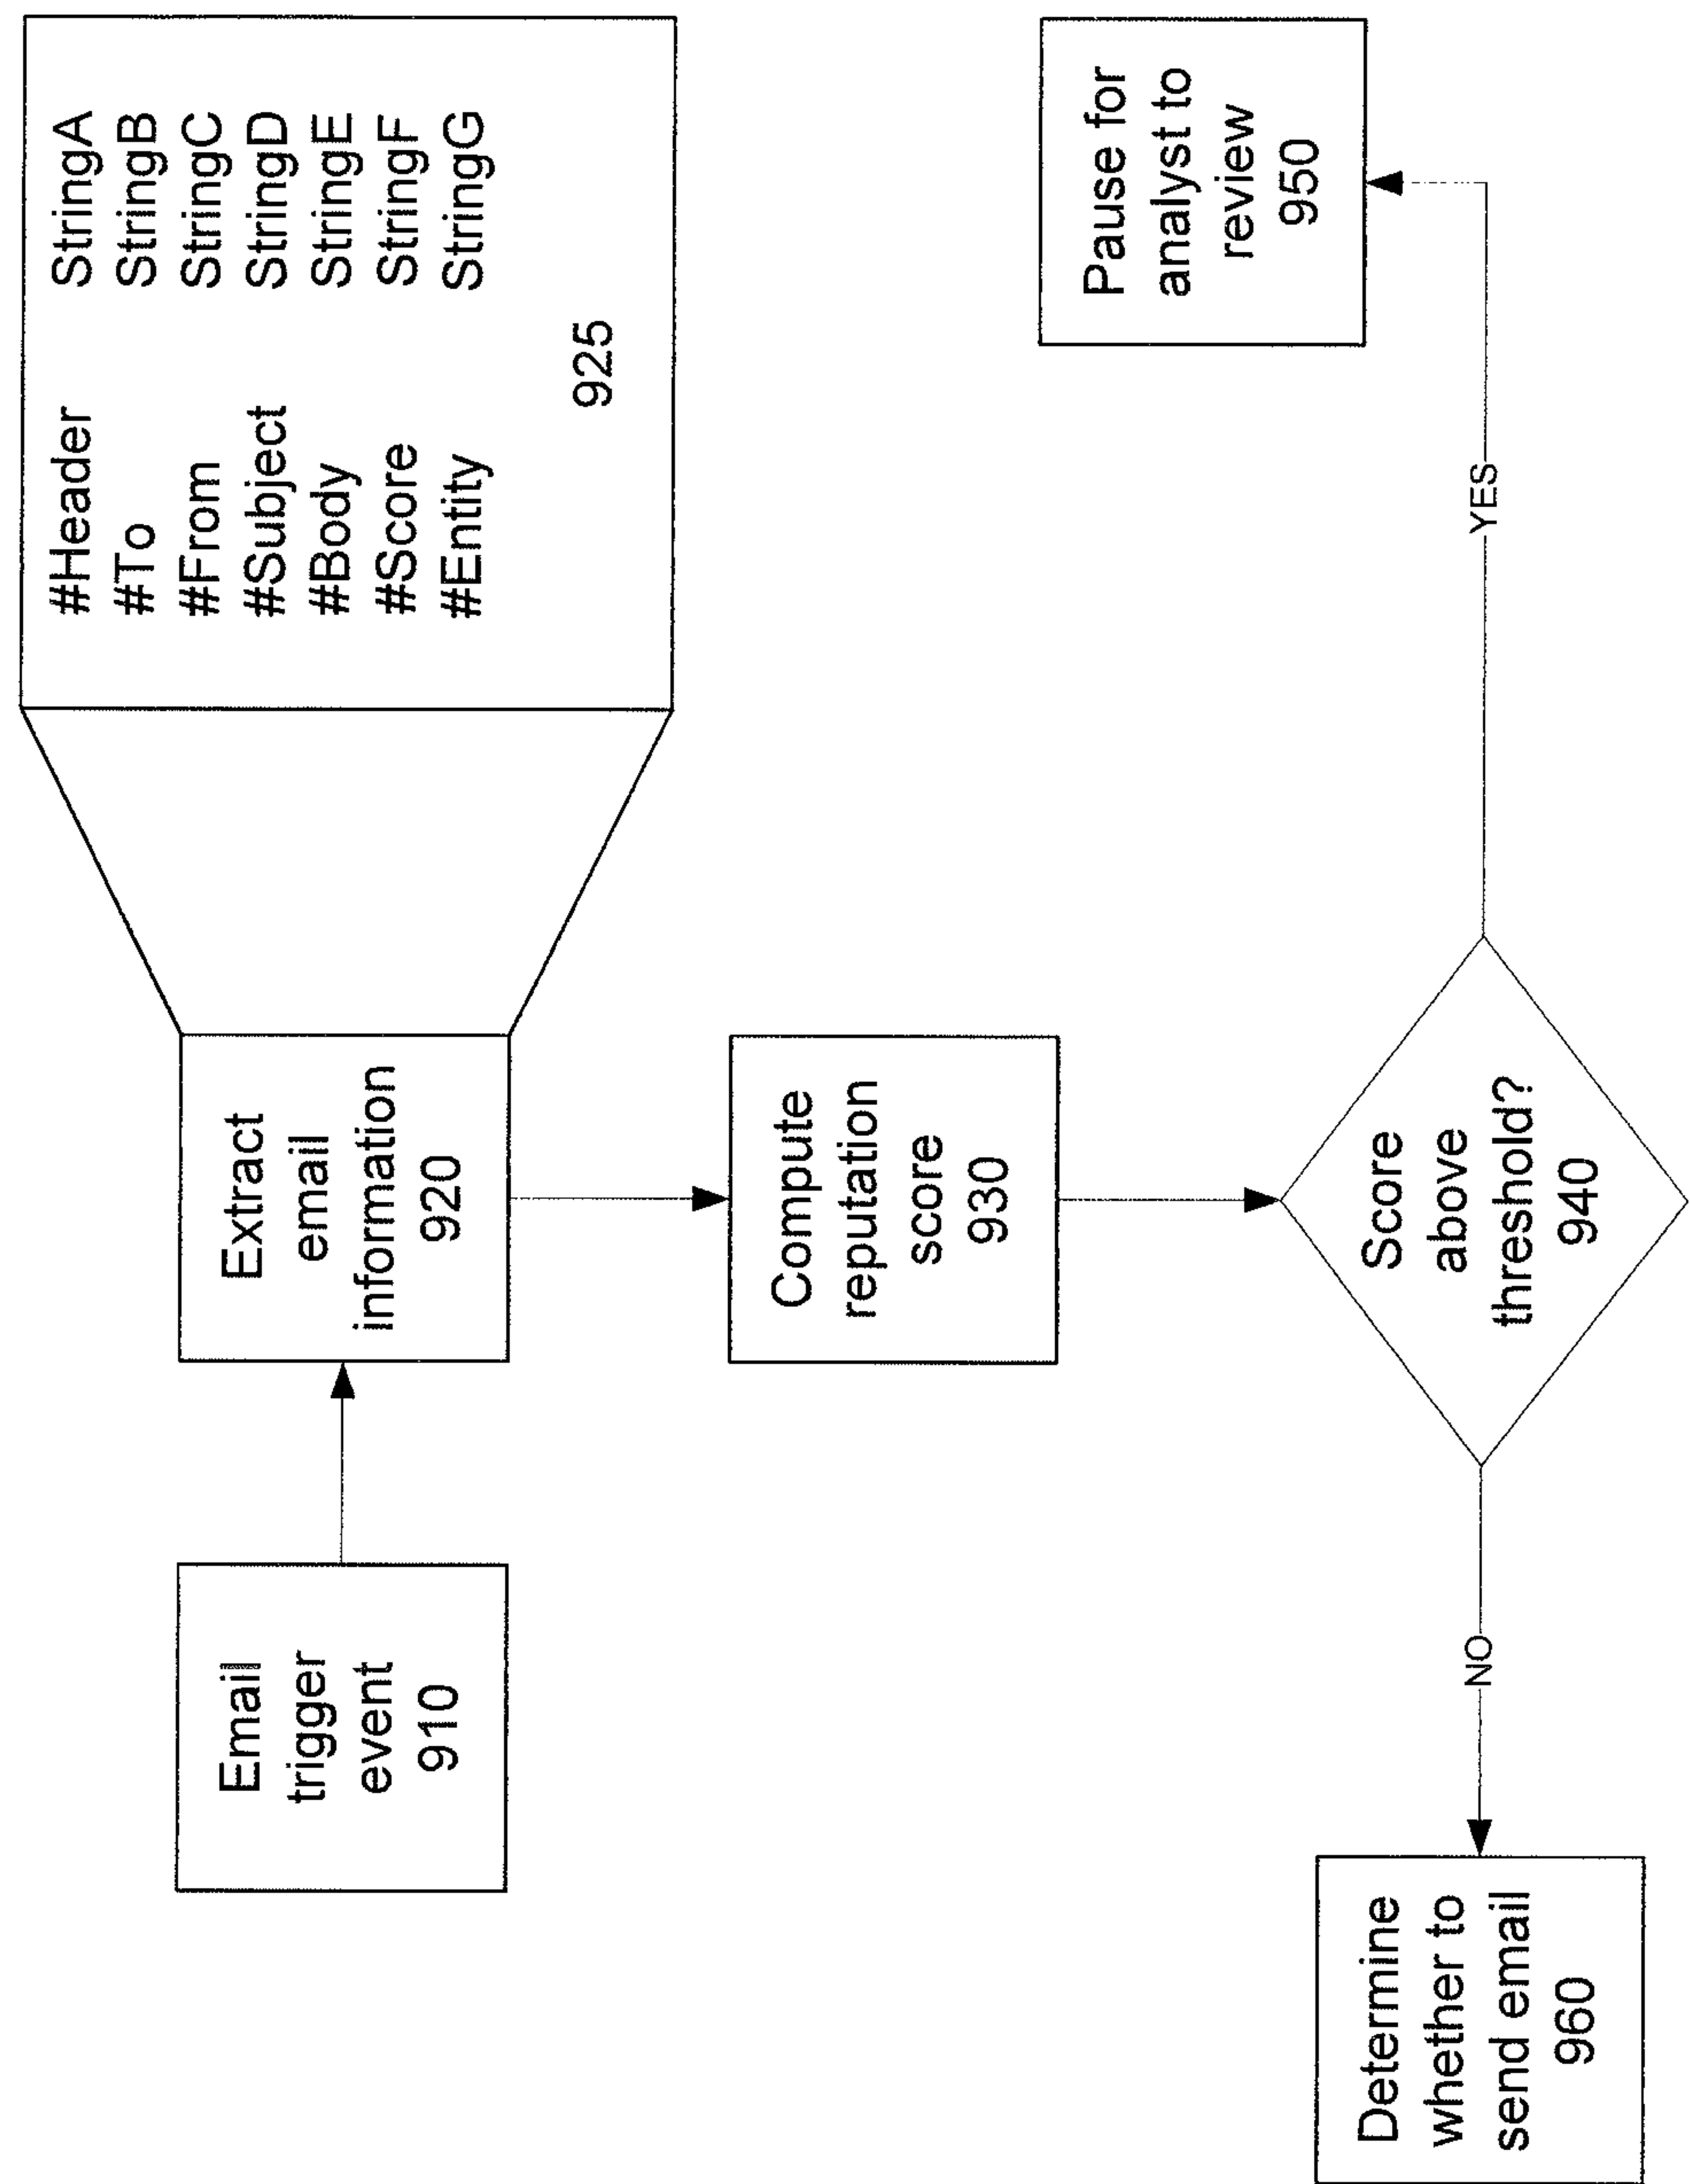 Email
trigger
event
910
Extract
email
information
920
#Header StringA
#To StringB
#From StringC
#Subject StringD
#Body StringE
#Score StringF
#Entity StringG
925
Compute
reputation
score
930
Score
above
threshold?
940
YES
Pause for
analyst to
review
950
NO
Determine
whether to
send email
960